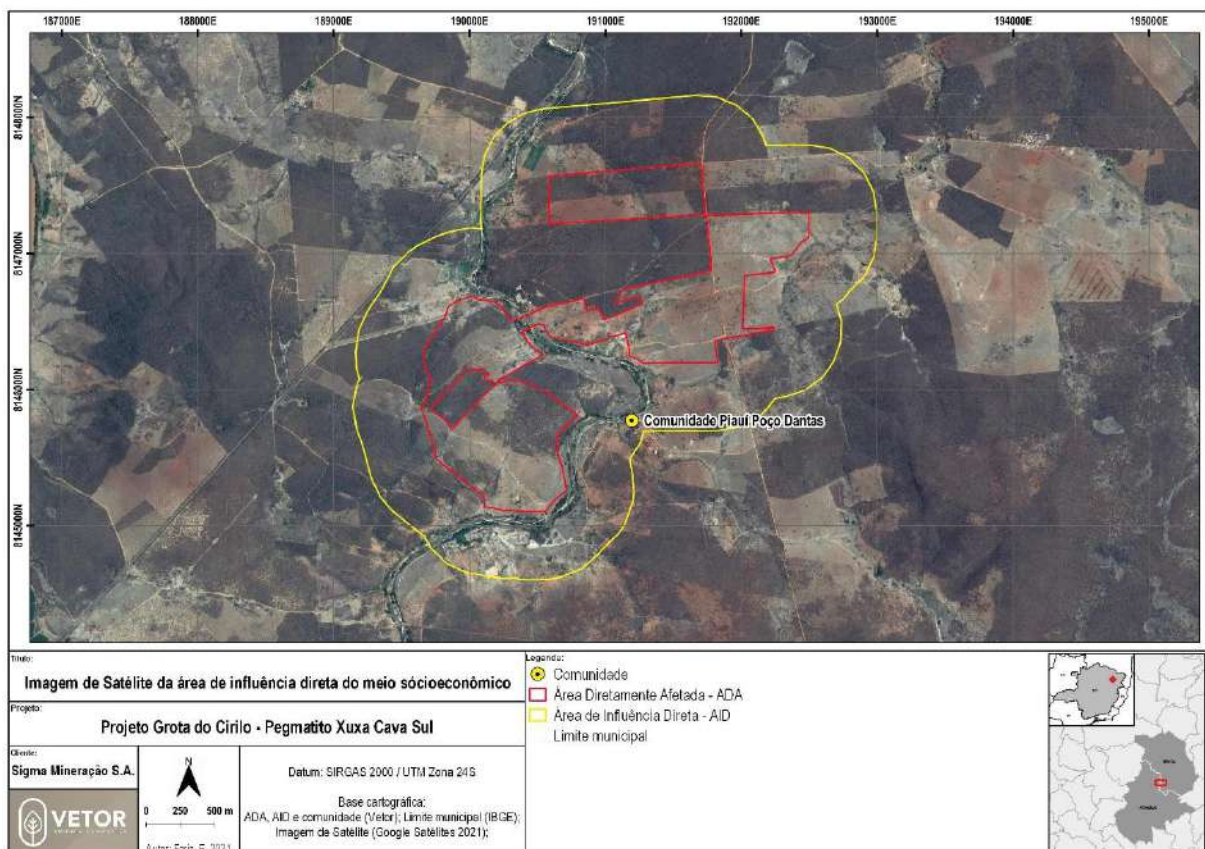 187000E 188000E 189000E 190000E 191000E 192000E 193000E 194000E 195000E
8148000N
8147000N
8146000N
8145000N
Comunidade Piauí Poço Dantas
Título:
Imagem de Satélite da área de influência direta do meio sócioeconômico
Projeto:
Projeto Grota do Cirilo - Pegmatito Xuxa Cava Sul
Cliente:
Sigma Mineração S.A.
VETOR
N
0 250 500 m
Datum: SIRGAS 2000 / UTM Zona 24S
Base cartográfica:
ADA, AID e comunidade (Vetor); Limite municipal (IBGE);
Imagem de Satélite (Google Satélites 2021);
Legenda:
Comunidade
Área Diretamente Afetada - ADA
Área de Influência Direta - AID
Limite municipal